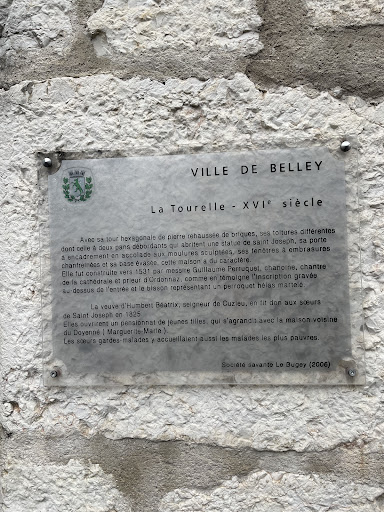 VILLE DE BELLEY
La Tourelle - XVIe siècle
Avec sa tour hexagonale de pierre rehaussée de briques, ses toitures différentes
dont celle à deux pans débordants qui abritent une statue de saint Joseph, sa porte
à encadrement en accolade aux moulures sculptées, ses fenêtres à embrasures
chanfreinées et sa base évasée, cette maison a du caractère.
Elle fut construite vers 1531 par messire Guillaume Perruquet, chanoine, chantre
de la cathédrale et prieur d'Ordonnaz, comme en témoigne l'inscription gravée
au-dessus de l'entrée et le blason représentant un perroquet hélas martelé.
La veuve d'Humbert Béatrix, seigneur de Cuzieu, en fit don aux sœurs
de Saint Joseph en 1825.
Elles ouvrirent un pensionnat de jeunes filles, qui s'agrandit avec la maison voisine
du Doyenné ( Marguerite-Marie ).
Les sœurs gardes malades y accueillaient aussi les malades les plus pauvres.
Société savante Le Bugey (2006)